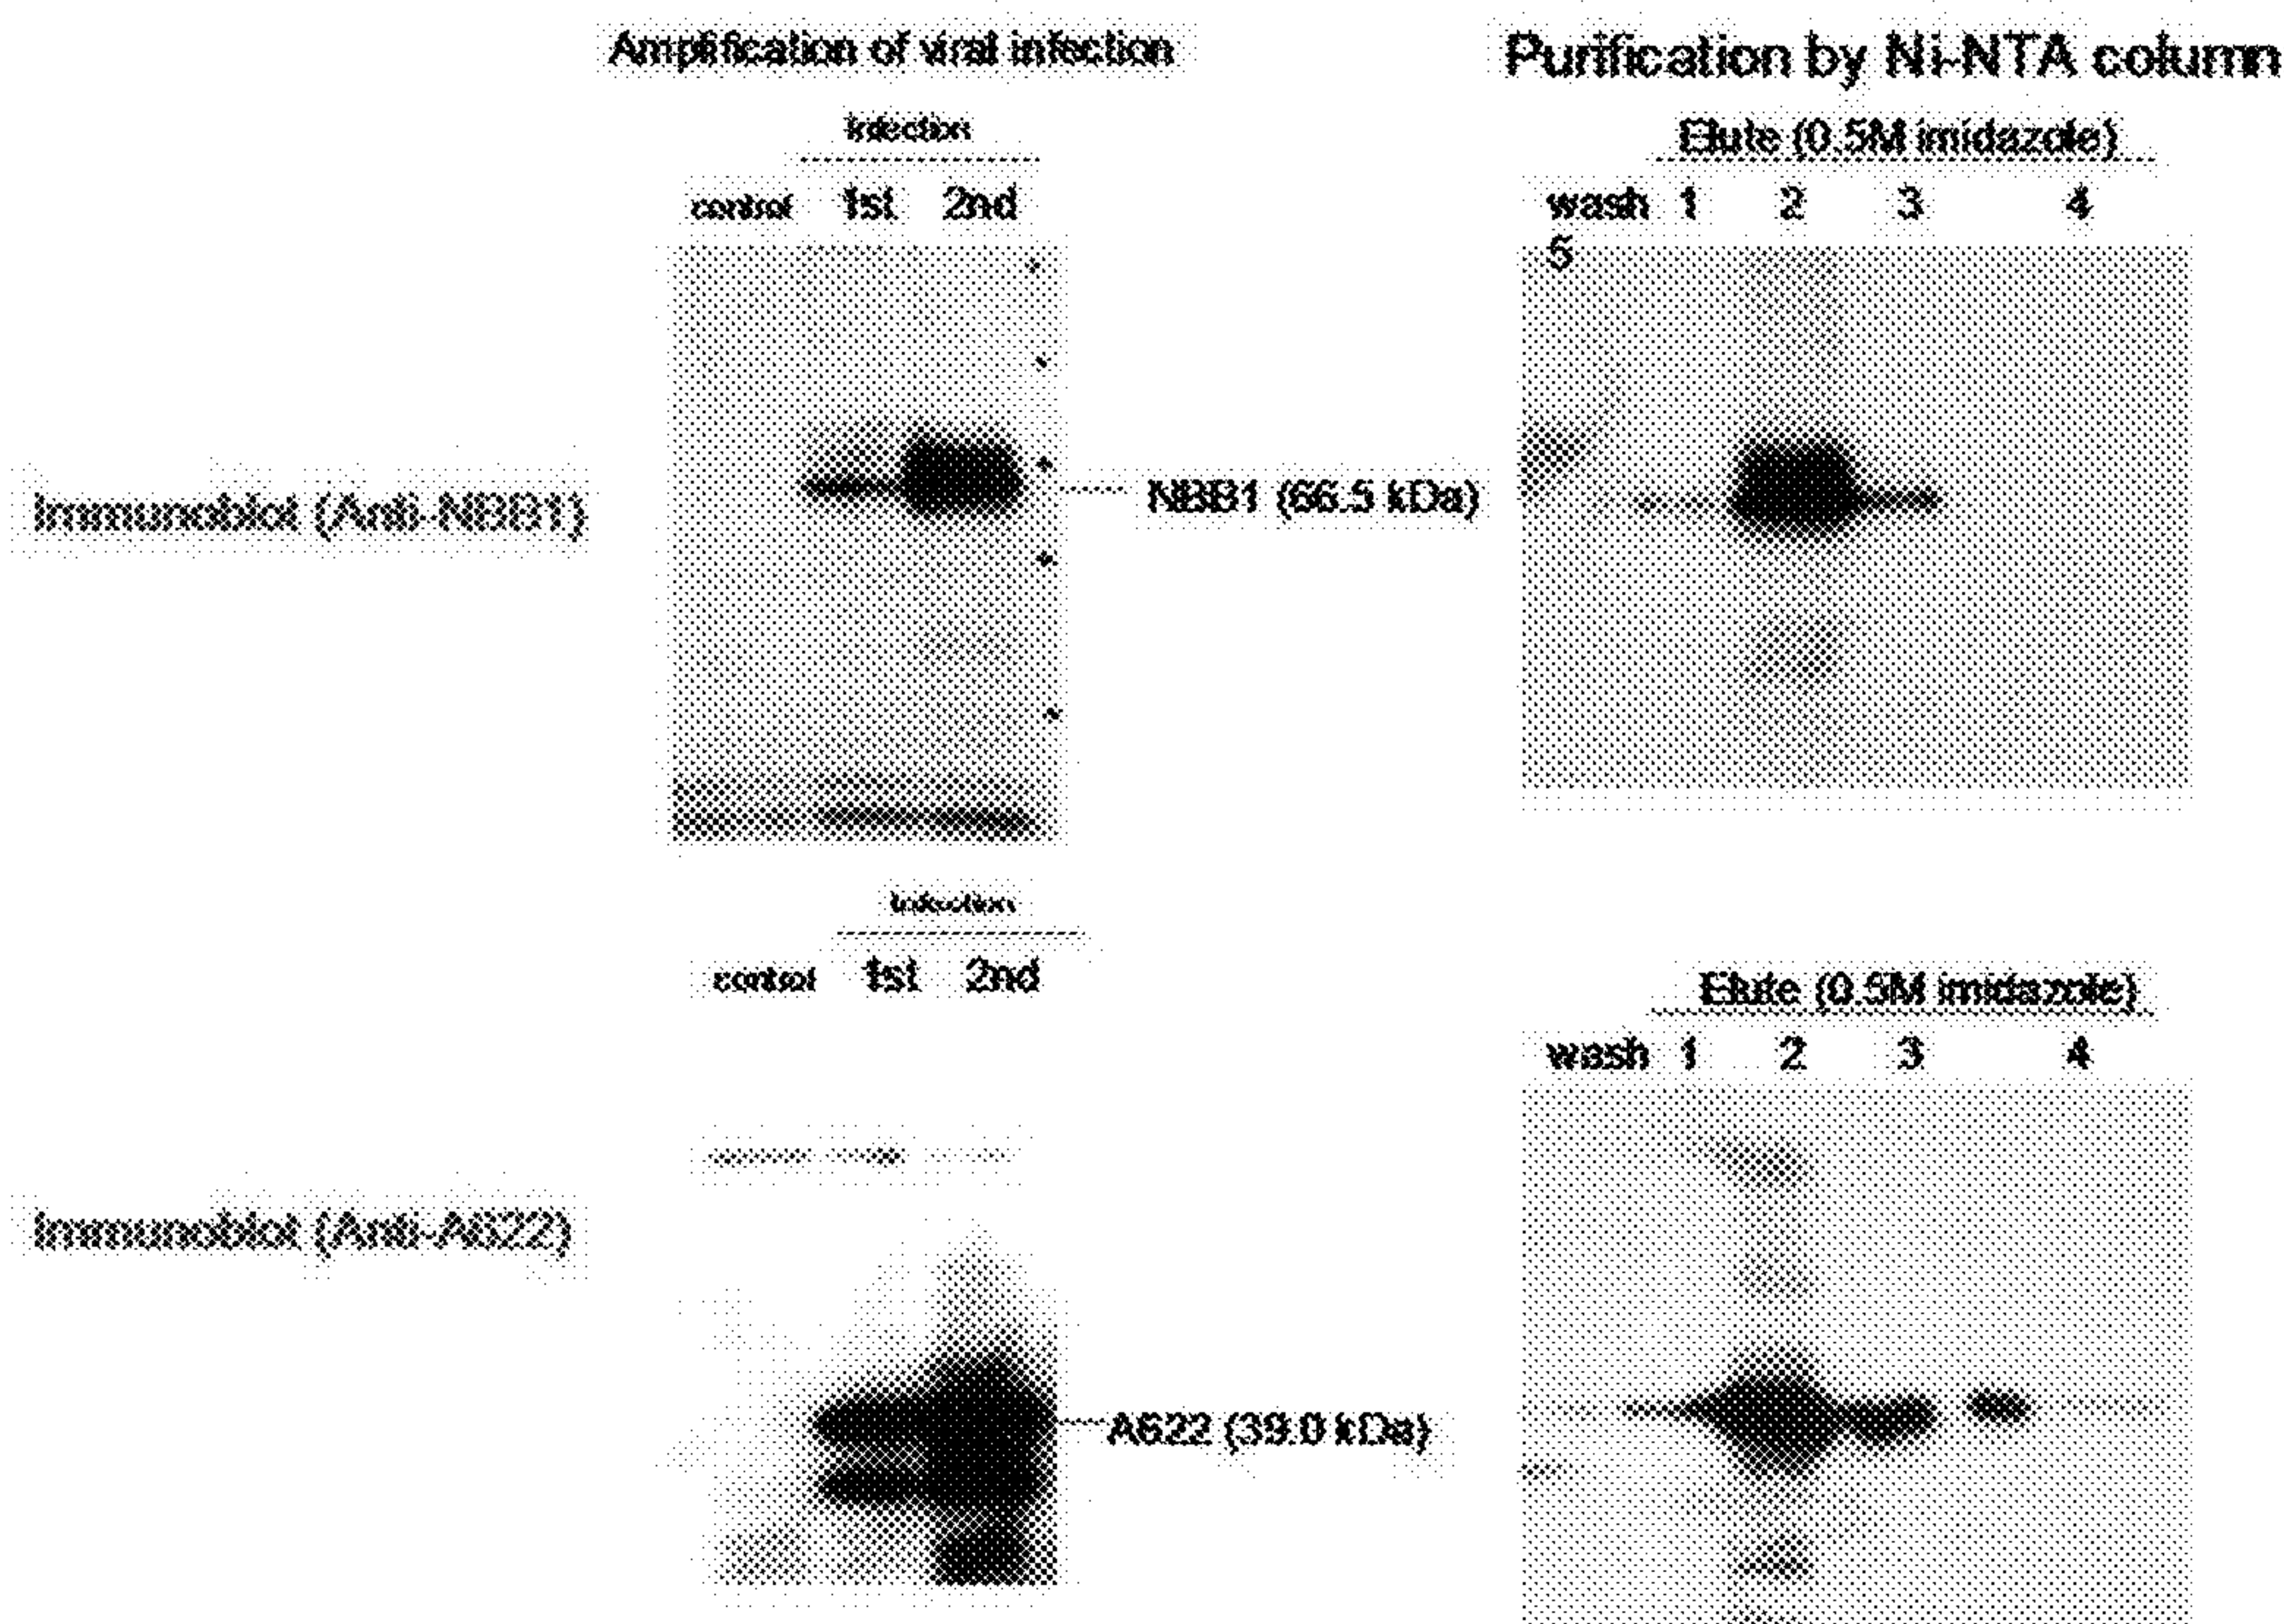 Amplification of viral infection
Purification by Ni-NTA column
Infection
control 1st 2nd
Elute (0.5M imidazole)
wash 1 2 3 4
5
Immunoblot (Anti-NBB1)
NBB1 (66.5 kDa)
Infection
control 1st 2nd
Elute (0.5M imidazole)
wash 1 2 3 4
Immunoblot (Anti-A622)
A622 (39.0 kDa)